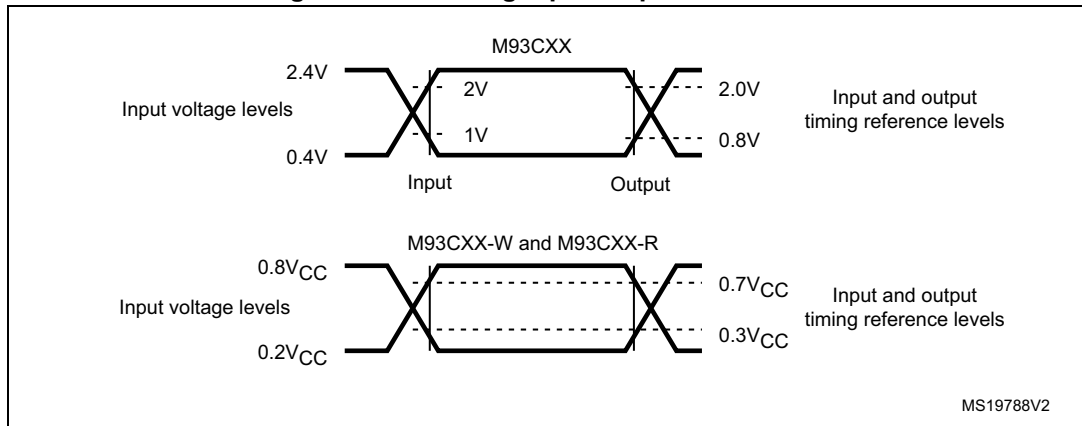 M93CXX
2.4V
2V
2.0V
Input voltage levels
Input and output
timing reference levels
1V
0.8V
0.4V
Input
Output
M93CXX-W and M93CXX-R
0.8VCC
0.7VCC
Input voltage levels
Input and output
timing reference levels
0.3VCC
0.2VCC
MS19788V2